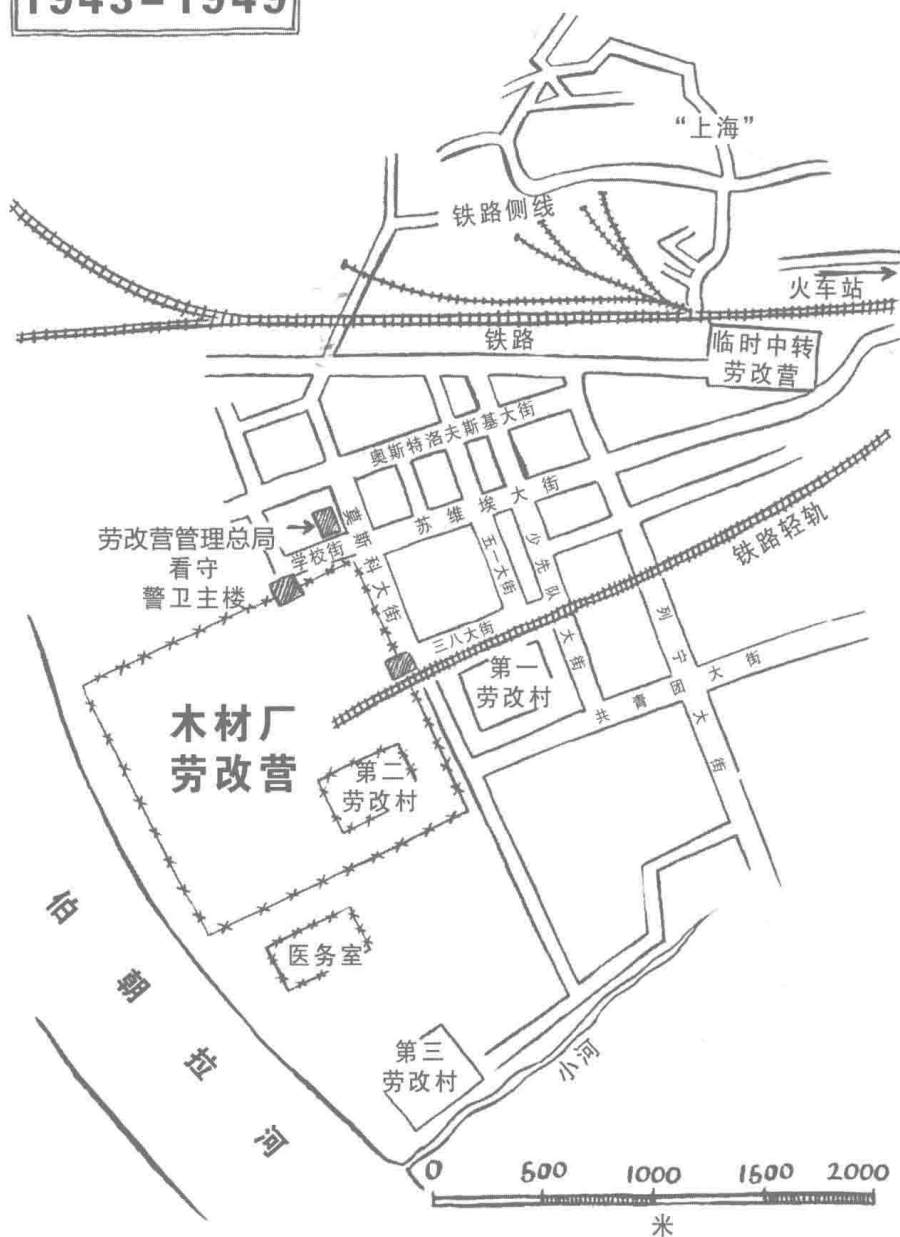 1943-1949
“上海”
铁路侧线
火车站
铁路
临时中转
劳改营
奥斯特洛夫斯基大街
苏维埃大街
莫斯科大街
劳改营管理总局
看守
警卫主楼
学校街
五一大街
少先队大街
铁路轻轨
三八大街
列宁大街
第一
劳改村
共青团大街
木材厂
劳改营
第二
劳改村
医务室
伯朝拉河
第三
劳改村
小河
0 500 1000 1500 2000
米